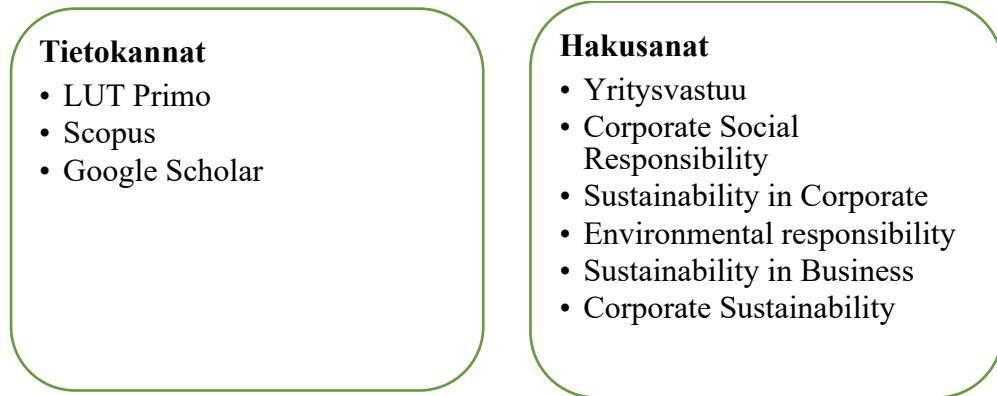 Tietokannat
• LUT Primo
• Scopus
• Google Scholar
Hakusanat
• Yritysvastuu
• Corporate Social
Responsibility
• Sustainability in Corporate
• Environmental responsibility
• Sustainability in Business
• Corporate Sustainability